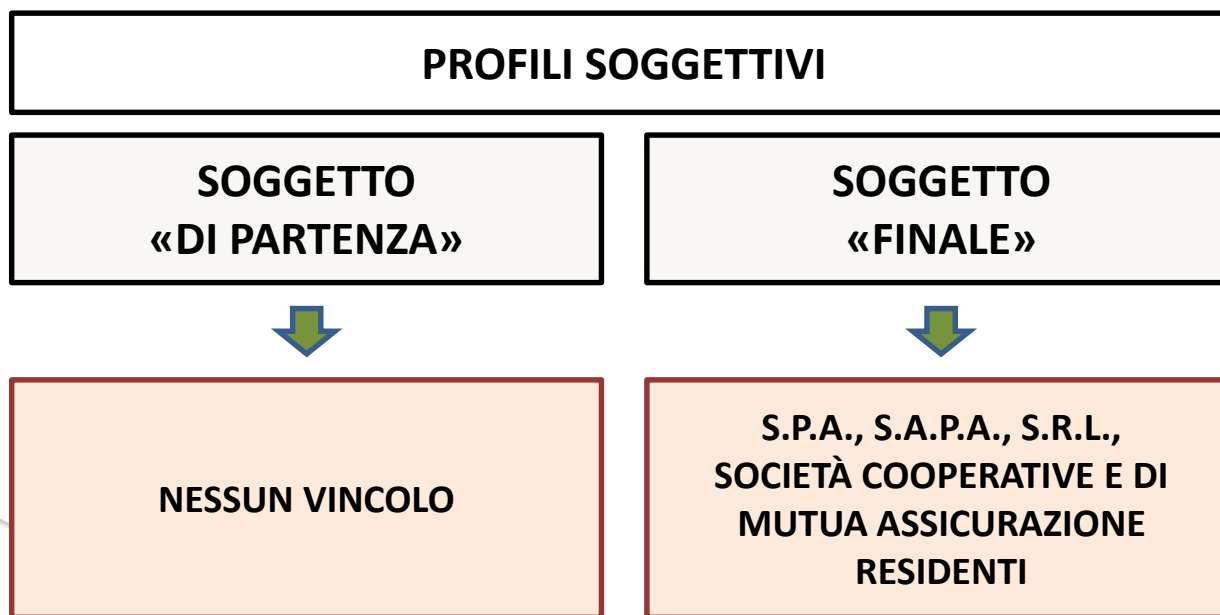 PROFILI SOGGETTIVI
SOGGETTO
«DI PARTENZA»
SOGGETTO
«FINALE»
NESSUN VINCOLO
S.P.A., S.A.P.A., S.R.L.,
SOCIETÀ COOPERATIVE E DI
MUTUA ASSICURAZIONE
RESIDENTI